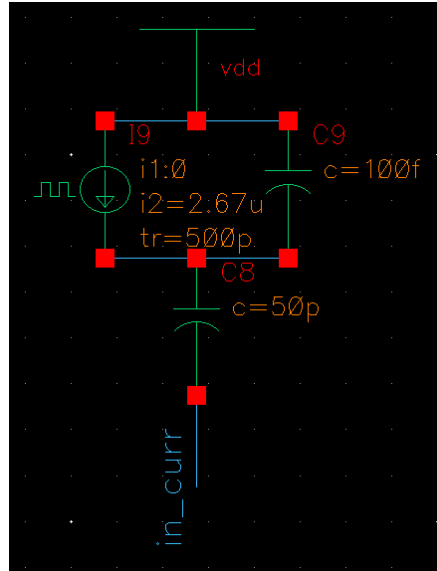 vdd
I9
C9
i1:0
c=100f
i2=2.67u
tr=500p
C8
c=50p
in_curr